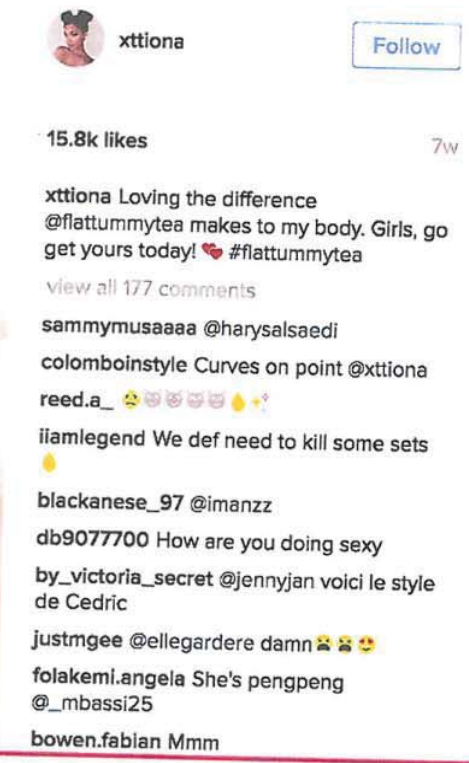 xttiona
Follow
15.8k likes
7w
xttiona Loving the difference
@flattummytea makes to my body. Girls, go
get yours today! 💕 #flattummytea
view all 177 comments
sammymusaaaa @harysalsaedi
colomboinstyle Curves on point @xttiona
reed.a_
iiamlegend We def need to kill some sets
blackanese_97 @imanzz
db9077700 How are you doing sexy
by_victoria_secret @jennyjan voici le style
de Cedric
justmgee @ellegardere damn
folakemi.angela She's pengpeng
@_mbassi25
bowen.fabian Mmm